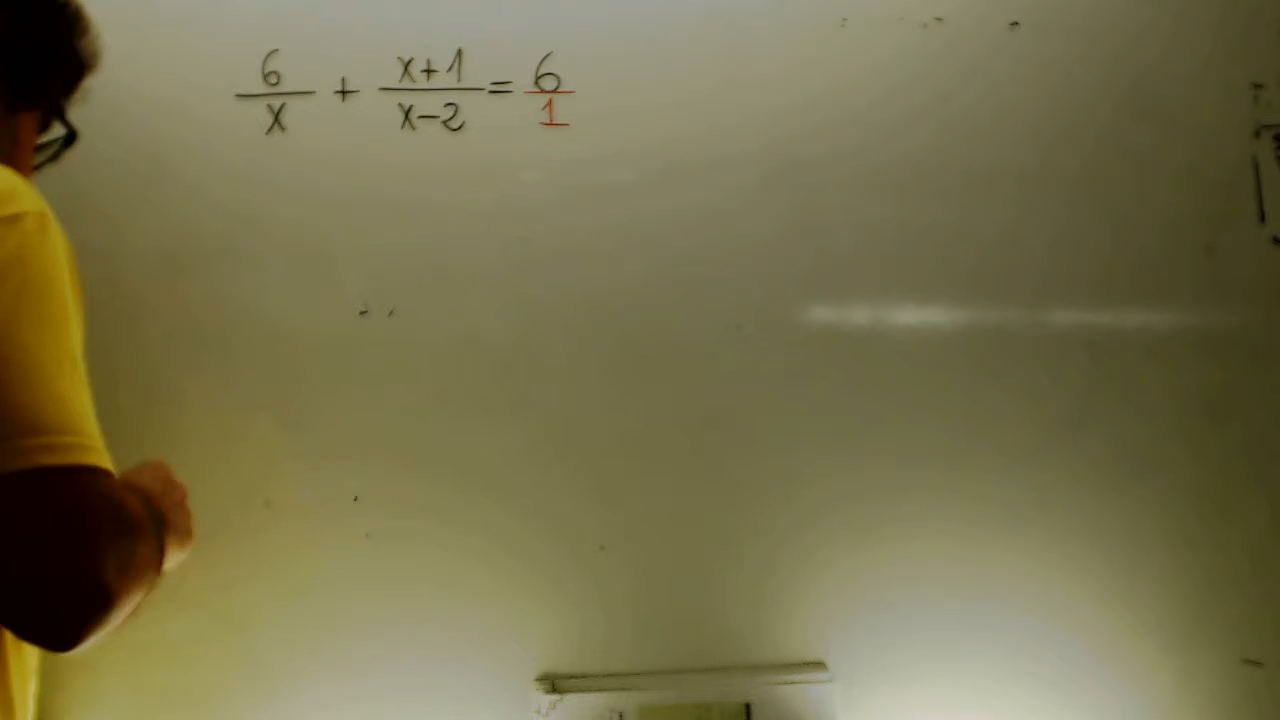 6/x + (x+1)/(x-2) = 6/1